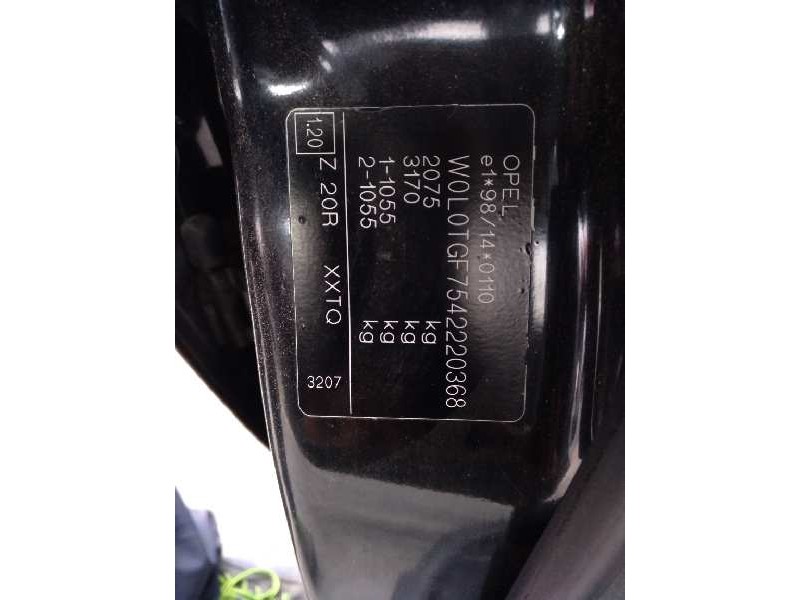 OPEL
e1*98/14*0110
W0L0TGF7542220368
2075 kg
3170 kg
1-1055 kg
2-1055 kg
1.20 Z 20R XXTQ 3207